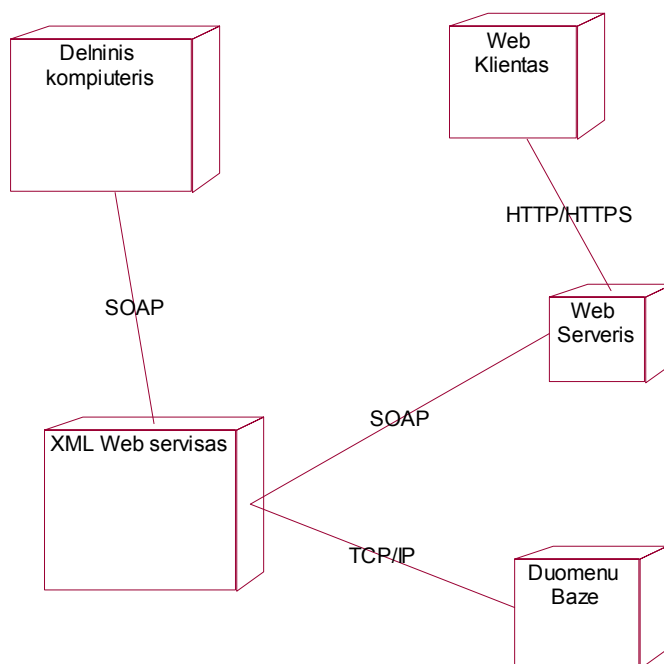 Delninis
kompiuteris
Web
Klientas
HTTP/HTTPS
SOAP
Web
Serveris
SOAP
XML Web servisas
TCP/IP
Duomenu
Baze